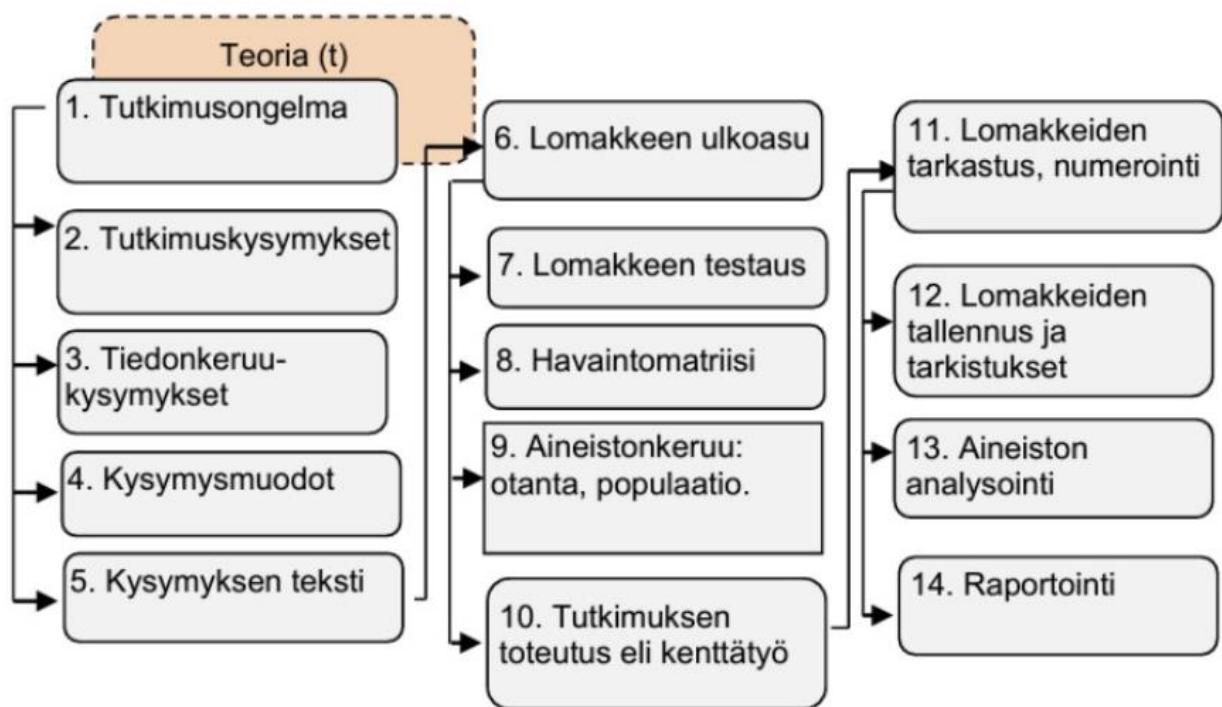 Teoria (t)
1. Tutkimusongelma
2. Tutkimuskysymykset
3. Tiedonkeruu-
kysymykset
4. Kysymysmuodot
5. Kysymyksen teksti
6. Lomakkeen ulkoasu
7. Lomakkeen testaus
8. Havaintomatriisi
9. Aineistonkeruu:
otanta, populaatio.
10. Tutkimuksen
toteutus eli kenttätyö
11. Lomakkeiden
tarkastus, numerointi
12. Lomakkeiden
tallennus ja
tarkistukset
13. Aineiston
analysointi
14. Raportointi